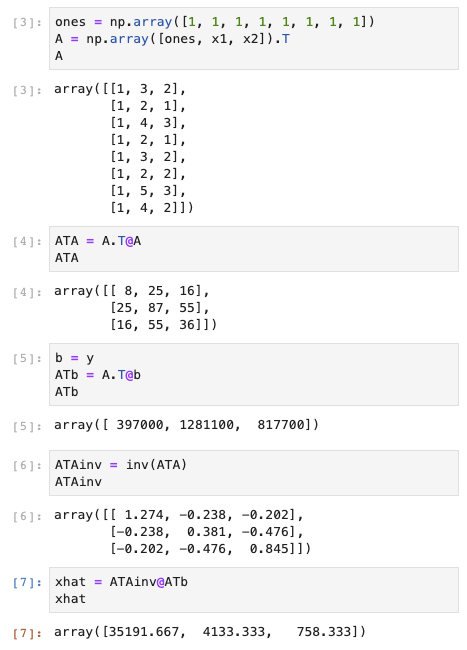 [3]: ones = np.array([1, 1, 1, 1, 1, 1, 1, 1])
A = np.array([ones, x1, x2]).T
A
[3]: array([[1, 3, 2],
[1, 2, 1],
[1, 4, 3],
[1, 2, 1],
[1, 3, 2],
[1, 2, 2],
[1, 5, 3],
[1, 4, 2]])
[4]: ATA = A.T@A
ATA
[4]: array([[ 8, 25, 16],
[25, 87, 55],
[16, 55, 36]])
[5]: b = y
ATb = A.T@b
ATb
[5]: array([ 397000, 1281100,  817700])
[6]: ATAinv = inv(ATA)
ATAinv
[6]: array([[ 1.274, -0.238, -0.202],
[-0.238,  0.381, -0.476],
[-0.202, -0.476,  0.845]])
[7]: xhat = ATAinv@ATb
xhat
[7]: array([35191.667,  4133.333,   758.333])